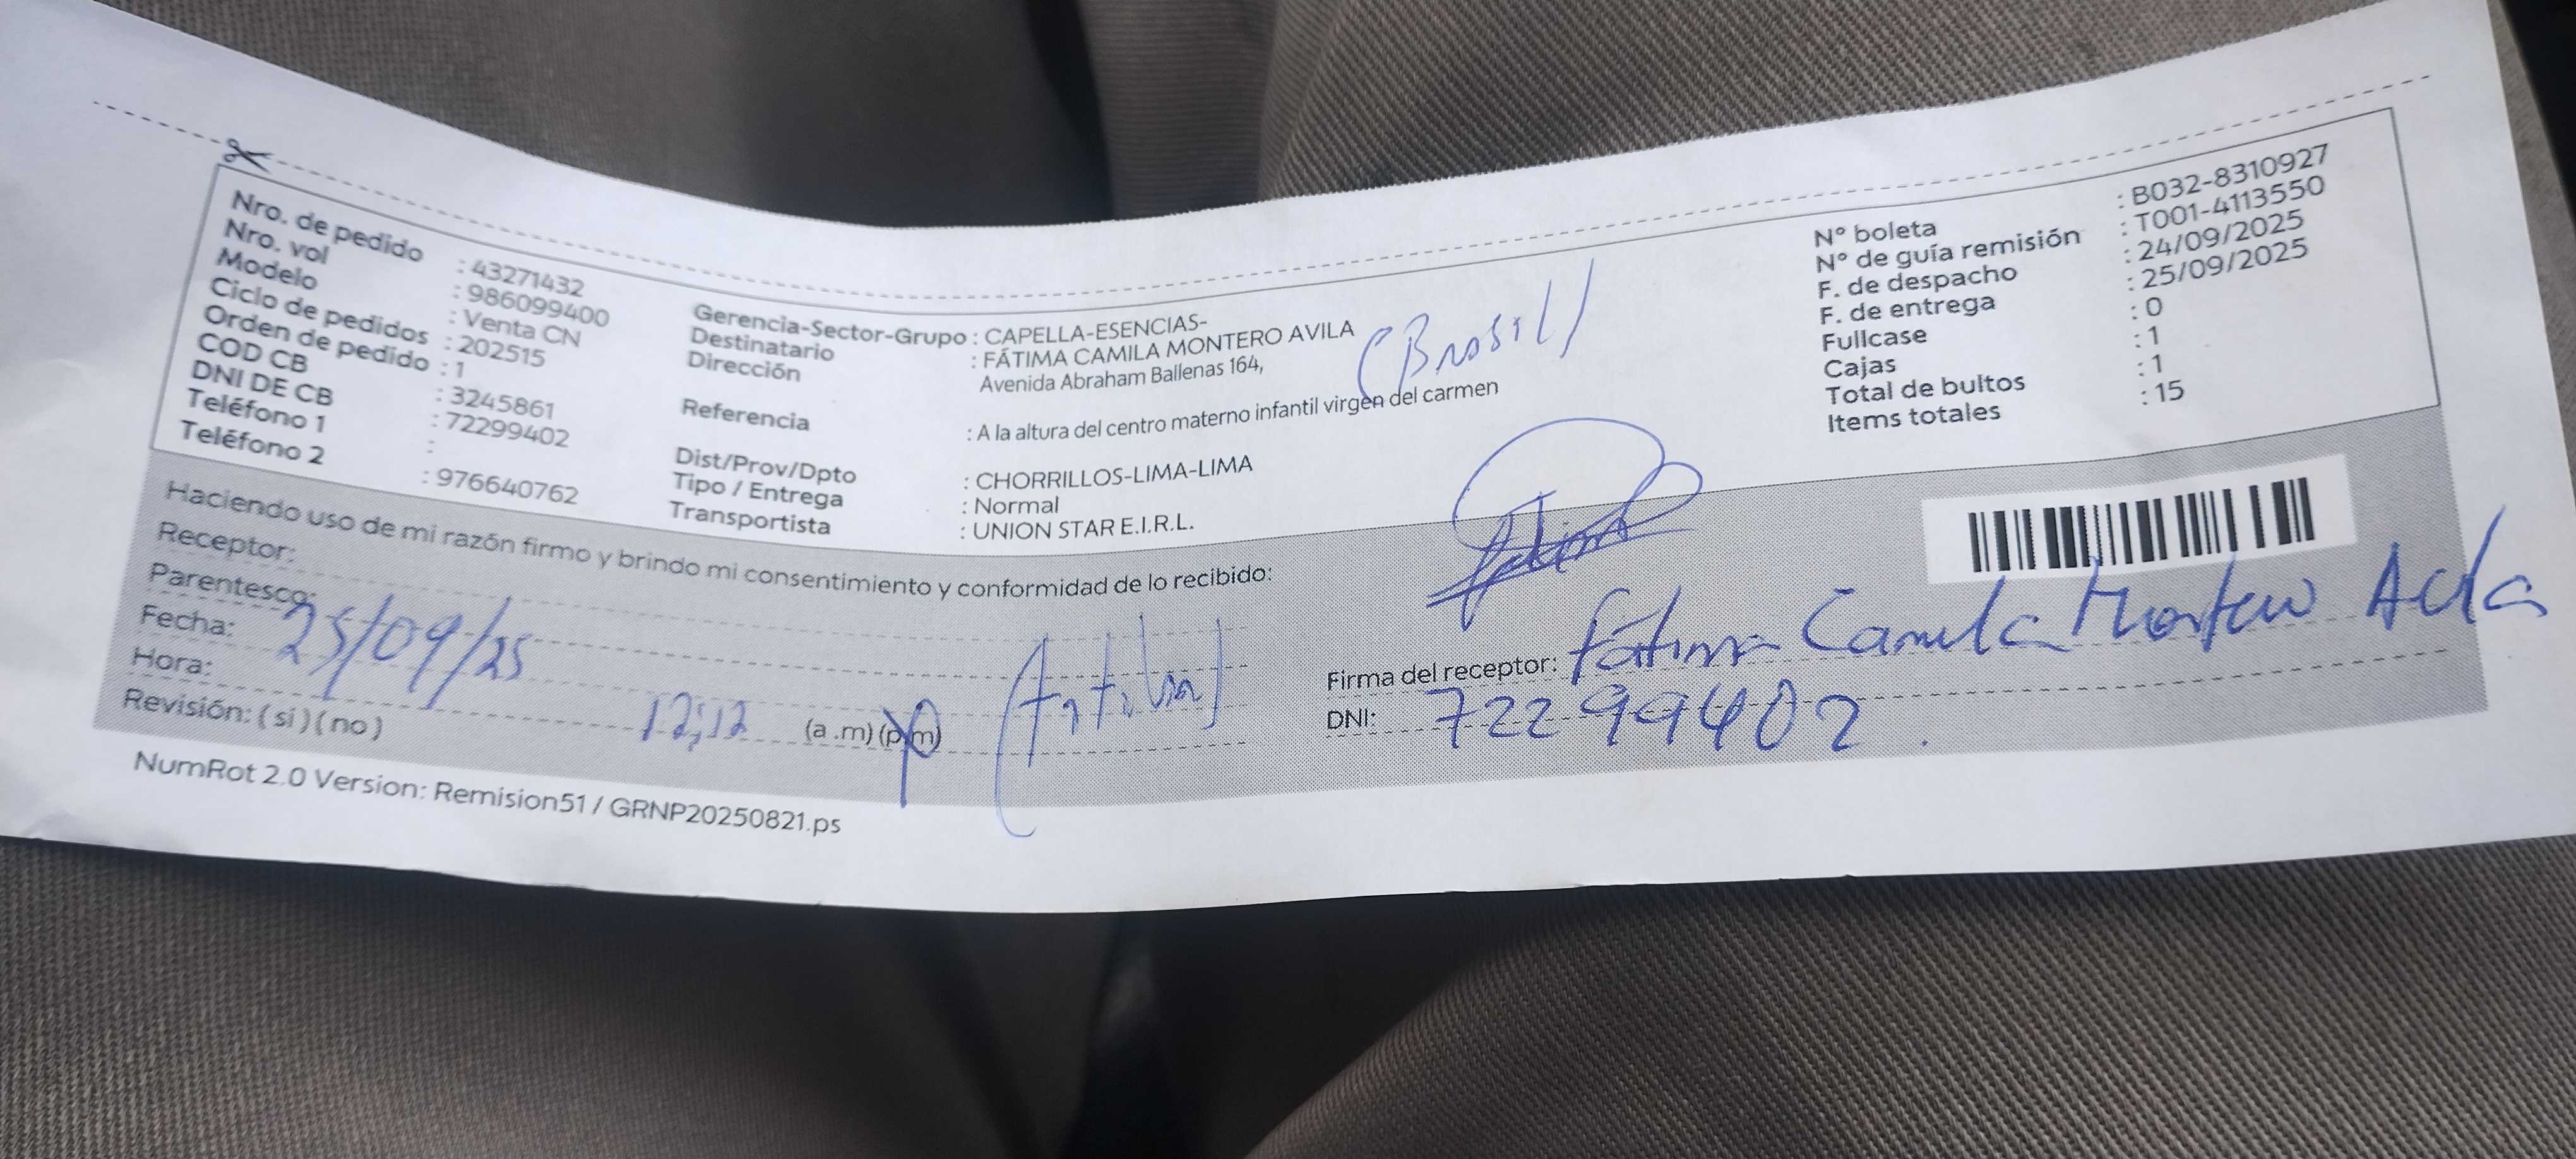 Nro. de pedido : 43271432
Nro. vol : 986099400
Modelo : Venta CN
Ciclo de pedidos : 202515
Orden de pedido : 1
COD CB : 3245861
DNI DE CB : 72299402
Teléfono 1 :
Teléfono 2 : 976640762
Gerencia-Sector-Grupo : CAPELLA-ESENCIAS-
Destinatario : FÁTIMA CAMILA MONTERO AVILA
Dirección Avenida Abraham Ballenas 164,
(Brasil)
Referencia : A la altura del centro materno infantil virgen del carmen
Dist/Prov/Dpto : CHORRILLOS-LIMA-LIMA
Tipo / Entrega : Normal
Transportista : UNION STAR E.I.R.L.
N° boleta : B032-8310927
N° de guía remisión : T001-4113550
F. de despacho : 24/09/2025
F. de entrega : 25/09/2025
Fullcase : 0
Cajas : 1
Total de bultos : 1
Items totales : 15
Haciendo uso de mi razón firmo y brindo mi consentimiento y conformidad de lo recibido:
Receptor:
Parentesco:
Fecha: 25/09/25
Hora: 12:12 (a .m) (p.m)
Revisión: ( si ) ( no )
Firma del receptor: Fatima Camila Montero
DNI: 72299402
NumRot 2.0 Version: Remision51 / GRNP20250821.ps